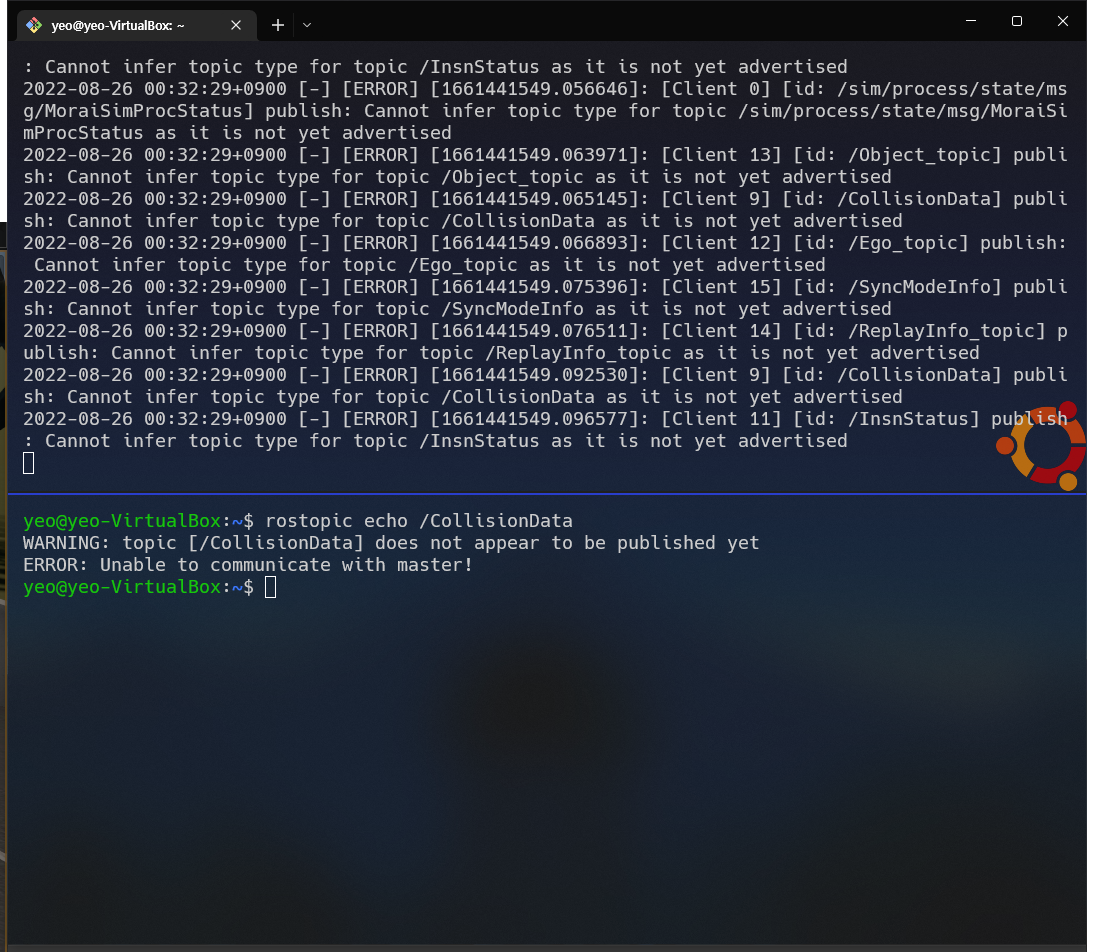 yeo@yeo-VirtualBox: ~
: Cannot infer topic type for topic /InsnStatus as it is not yet advertised
2022-08-26 00:32:29+0900 [-] [ERROR] [1661441549.056646]: [Client 0] [id: /sim/process/state/ms
g/MoraiSimProcStatus] publish: Cannot infer topic type for topic /sim/process/state/msg/MoraiSi
mProcStatus as it is not yet advertised
2022-08-26 00:32:29+0900 [-] [ERROR] [1661441549.063971]: [Client 13] [id: /Object_topic] publi
sh: Cannot infer topic type for topic /Object_topic as it is not yet advertised
2022-08-26 00:32:29+0900 [-] [ERROR] [1661441549.065145]: [Client 9] [id: /CollisionData] publi
sh: Cannot infer topic type for topic /CollisionData as it is not yet advertised
2022-08-26 00:32:29+0900 [-] [ERROR] [1661441549.066893]: [Client 12] [id: /Ego_topic] publish:
 Cannot infer topic type for topic /Ego_topic as it is not yet advertised
2022-08-26 00:32:29+0900 [-] [ERROR] [1661441549.075396]: [Client 15] [id: /SyncModeInfo] publi
sh: Cannot infer topic type for topic /SyncModeInfo as it is not yet advertised
2022-08-26 00:32:29+0900 [-] [ERROR] [1661441549.076511]: [Client 14] [id: /ReplayInfo_topic] p
ublish: Cannot infer topic type for topic /ReplayInfo_topic as it is not yet advertised
2022-08-26 00:32:29+0900 [-] [ERROR] [1661441549.092530]: [Client 9] [id: /CollisionData] publi
sh: Cannot infer topic type for topic /CollisionData as it is not yet advertised
2022-08-26 00:32:29+0900 [-] [ERROR] [1661441549.096577]: [Client 11] [id: /InsnStatus] publish
: Cannot infer topic type for topic /InsnStatus as it is not yet advertised
yeo@yeo-VirtualBox:~$ rostopic echo /CollisionData
WARNING: topic [/CollisionData] does not appear to be published yet
ERROR: Unable to communicate with master!
yeo@yeo-VirtualBox:~$